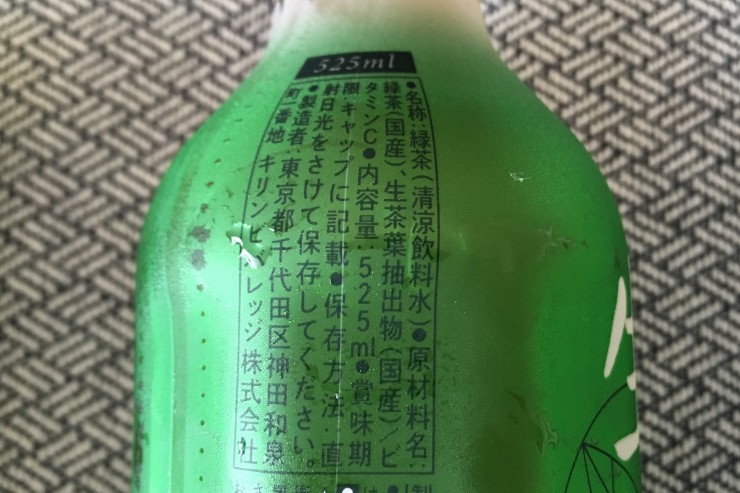 525ml
●名称：緑茶(清涼飲料水)●原材料名：
緑茶(国産)、生茶葉抽出物(国産)/ビ
タミンC●内容量：525ml●賞味期
限：キャップに記載●保存方法：直
射日光をさけて保存してください。
●製造者：東京都千代田区神田和泉
町一番地 キリンビバレッジ株式会社